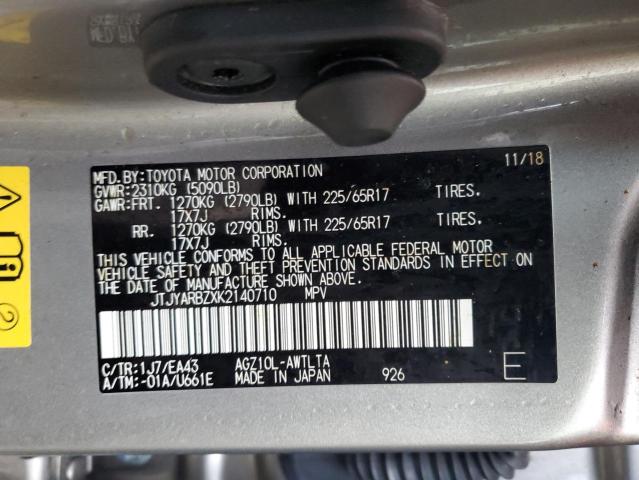 MFD.BY:TOYOTA MOTOR CORPORATION 11/18
GVWR:2310KG (5090LB)
GAWR:FRT. 1270KG (2790LB) WITH 225/65R17 TIRES.
17X7J RIMS.
RR. 1270KG (2790LB) WITH 225/65R17 TIRES.
17X7J RIMS.
THIS VEHICLE CONFORMS TO ALL APPLICABLE FEDERAL MOTOR
VEHICLE SAFETY AND THEFT PREVENTION STANDARDS IN EFFECT ON
THE DATE OF MANUFACTURE SHOWN ABOVE.
JTJYARBZXK2140710 MPV
C/TR:1J7/EA43 AGZ10L-AWTLTA
A/TM:-01A/U661E MADE IN JAPAN 926 E
2